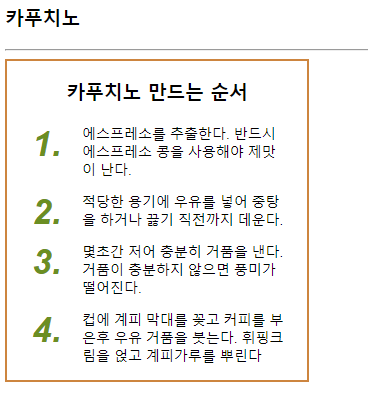 카푸치노
카푸치노 만드는 순서
1. 에스프레소를 추출한다. 반드시
에스프레소 콩을 사용해야 제맛
이 난다.
2. 적당한 용기에 우유를 넣어 중탕
을 하거나 끓기 직전까지 데운다.
3. 몇초간 저어 충분히 거품을 낸다.
거품이 충분하지 않으면 풍미가
떨어진다.
4. 컵에 계피 막대를 꽂고 커피를 부
은후 우유 거품을 붓는다. 휘핑크
림을 얹고 계피가루를 뿌린다